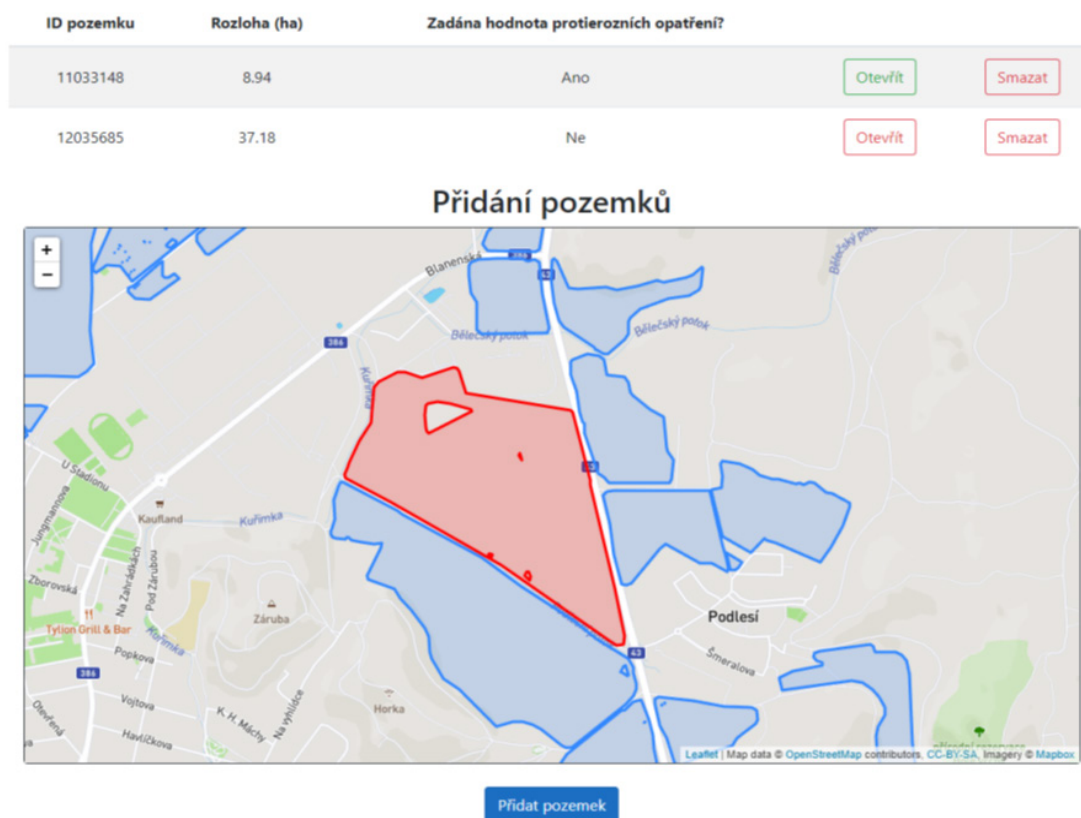 ID pozemku Rozloha (ha) Zadána hodnota protierozních opatření?
11033148 8.94 Ano Otevřít Smazat
12035685 37.18 Ne Otevřít Smazat
Přidání pozemků
+
−
Blanenská
43
Bělečský potok
Bělečský potok
Bělečský potok
386
Kuřimka
U Stadionu
Jungmannova
Kaufland
Kuřimka
Na Zahrádkách
Pod Zárubou
Zborovská
Záruba
Tylion Grill & Bar
Podlesí
Kuřimka
Popkova
43
Šmeralova
386
Vojtova
Horka
K. H. Máchy
Na vyhlídce
Otevřená
Havlíčkova
Leaflet | Map data © OpenStreetMap contributors, CC-BY-SA, Imagery © Mapbox
Přidat pozemek